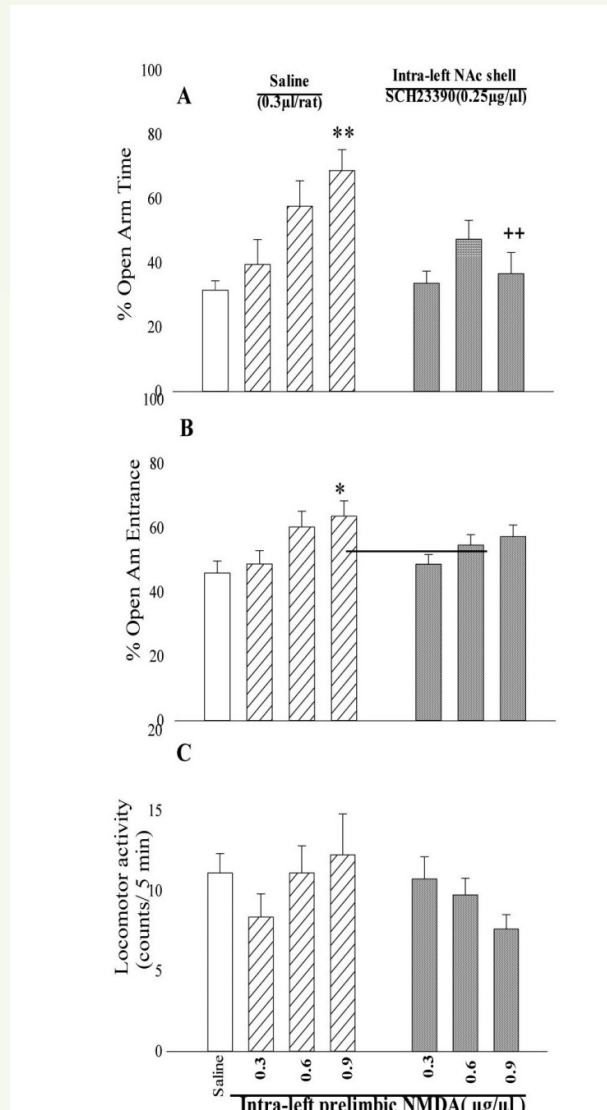 100
A
Saline
(0.3µl/rat)
Intra-left NAc shell
SCH23390(0.25µg/µl)
% Open Arm Time
80
**
60
++
40
20
0
100
B
% Open Am Entrance
80
*
60
40
20
0
20
C
Locomotor activity
(counts/ 5 min)
15
10
5
0
Saline
0.3
0.6
0.9
0.3
0.6
0.9
Intra-left prelimbic NMDA( µg/µl )